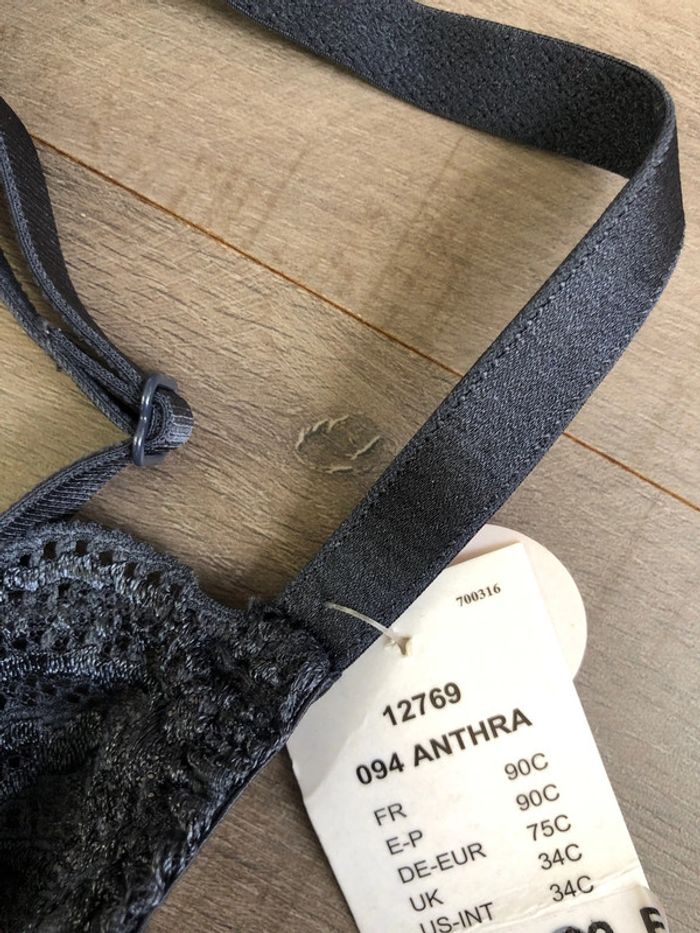 700316
12769
094 ANTHRA
FR 90C
E-P 90C
DE-EUR 75C
UK 34C
US-INT 34C